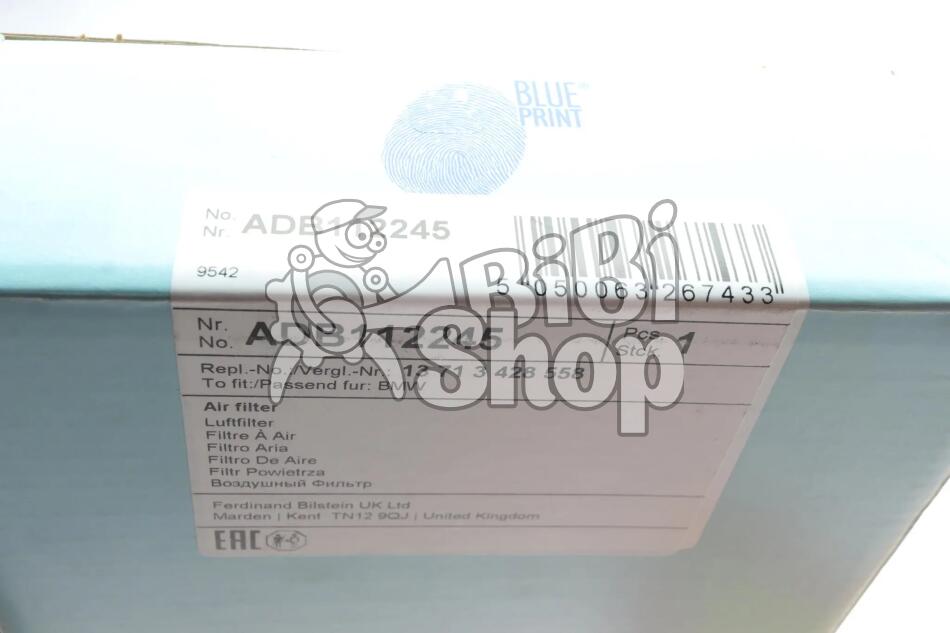 BLUE
PRINT
No. ADB112245
Nr.
9542
5 050063 267433
Nr. ADB112245
No.
Pcs. 1
Stck.
Repl.-No./Vergl.-Nr.: 13 71 3 428 558
To fit:/Passend fur: BMW
Air filter
Luftfilter
Filtre À Air
Filtro Aria
Filtro De Aire
Filtr Powietrza
Воздушный Фильтр
Ferdinand Bilstein UK Ltd
Marden | Kent TN12 9QJ | United Kingdom
EAC
BiBi
Shop